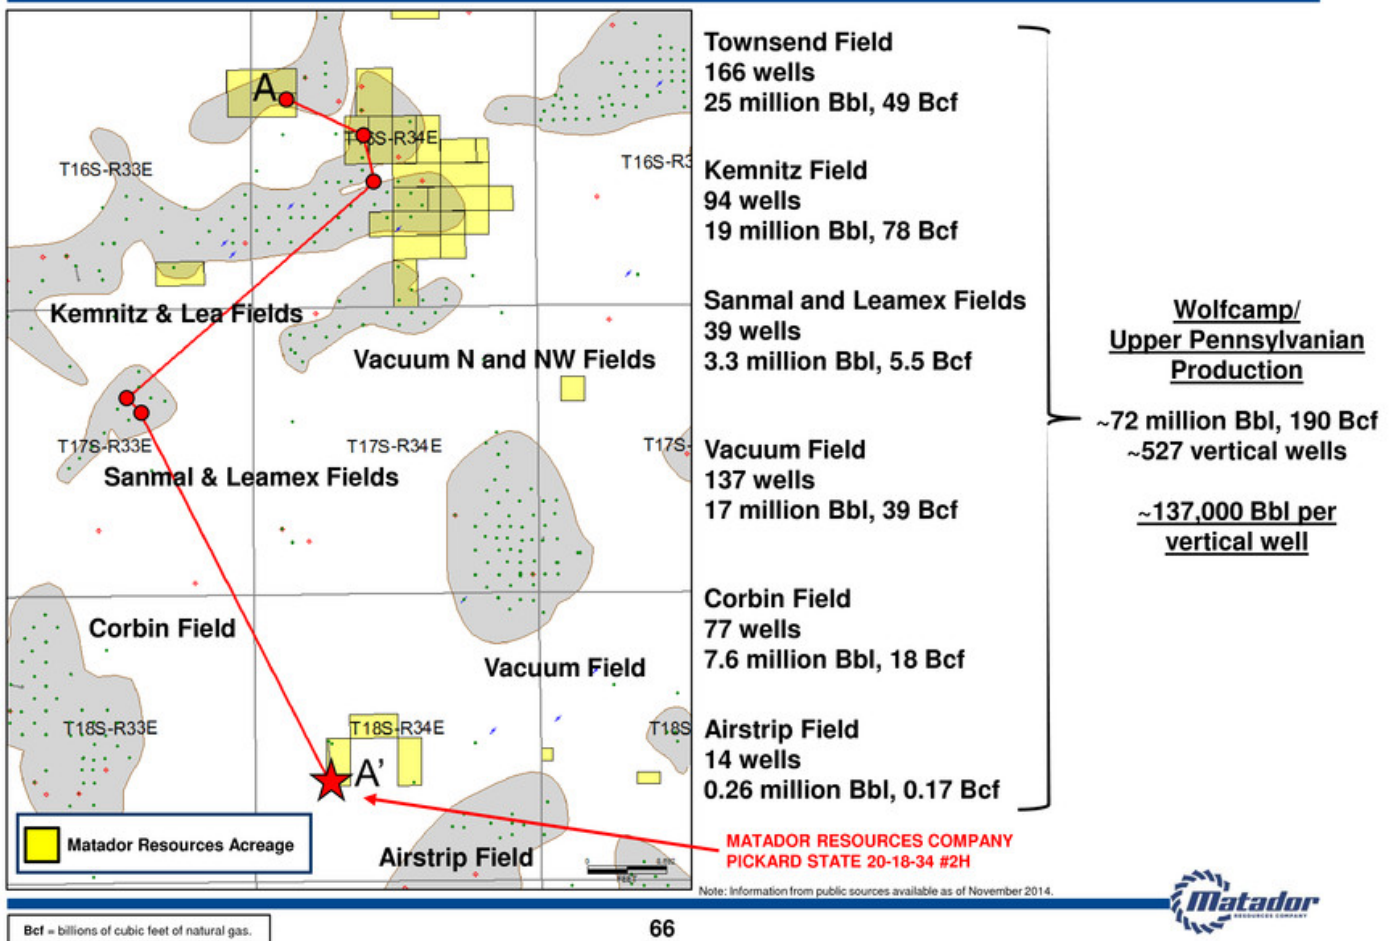 A
T16S-R34E
T16S-R33E
T16S-R3
Kemnitz & Lea Fields
Vacuum N and NW Fields
T17S-R33E
T17S-R34E
T17S-
Sanmal & Leamex Fields
Corbin Field
Vacuum Field
T18S-R33E
T18S-R34E
T18S
A'
Matador Resources Acreage
Airstrip Field
0
FEET
Townsend Field
166 wells
25 million Bbl, 49 Bcf
Kemnitz Field
94 wells
19 million Bbl, 78 Bcf
Sanmal and Leamex Fields
39 wells
3.3 million Bbl, 5.5 Bcf
Vacuum Field
137 wells
17 million Bbl, 39 Bcf
Corbin Field
77 wells
7.6 million Bbl, 18 Bcf
Airstrip Field
14 wells
0.26 million Bbl, 0.17 Bcf
Wolfcamp/
Upper Pennsylvanian
Production
~72 million Bbl, 190 Bcf
~527 vertical wells
~137,000 Bbl per
vertical well
MATADOR RESOURCES COMPANY
PICKARD STATE 20-18-34 #2H
Note: Information from public sources available as of November 2014.
Matador
RESOURCES COMPANY
Bcf = billions of cubic feet of natural gas.
66